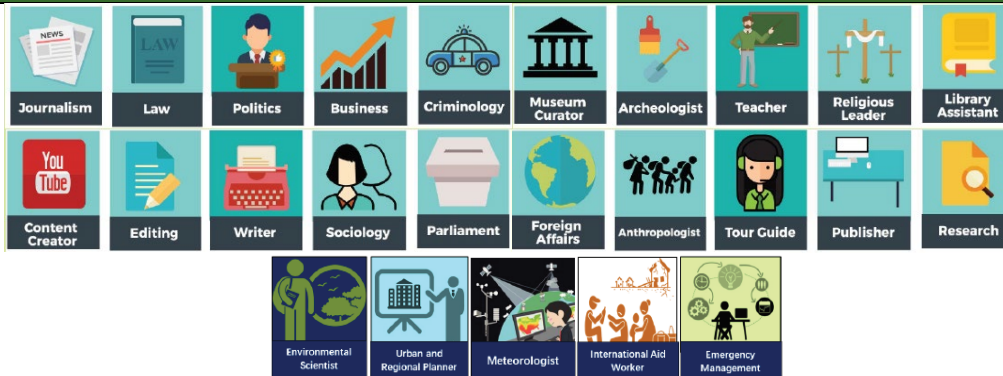 NEWS
LAW
Journalism
Law
Politics
Business
Criminology
Museum
Curator
Archeologist
Teacher
Religious
Leader
Library
Assistant
You
Tube
Content
Creator
Editing
Writer
Sociology
Parliament
Foreign
Affairs
Anthropologist
Tour Guide
Publisher
Research
Environmental
Scientist
Urban and
Regional Planner
Meteorologist
International Aid
Worker
Emergency
Management